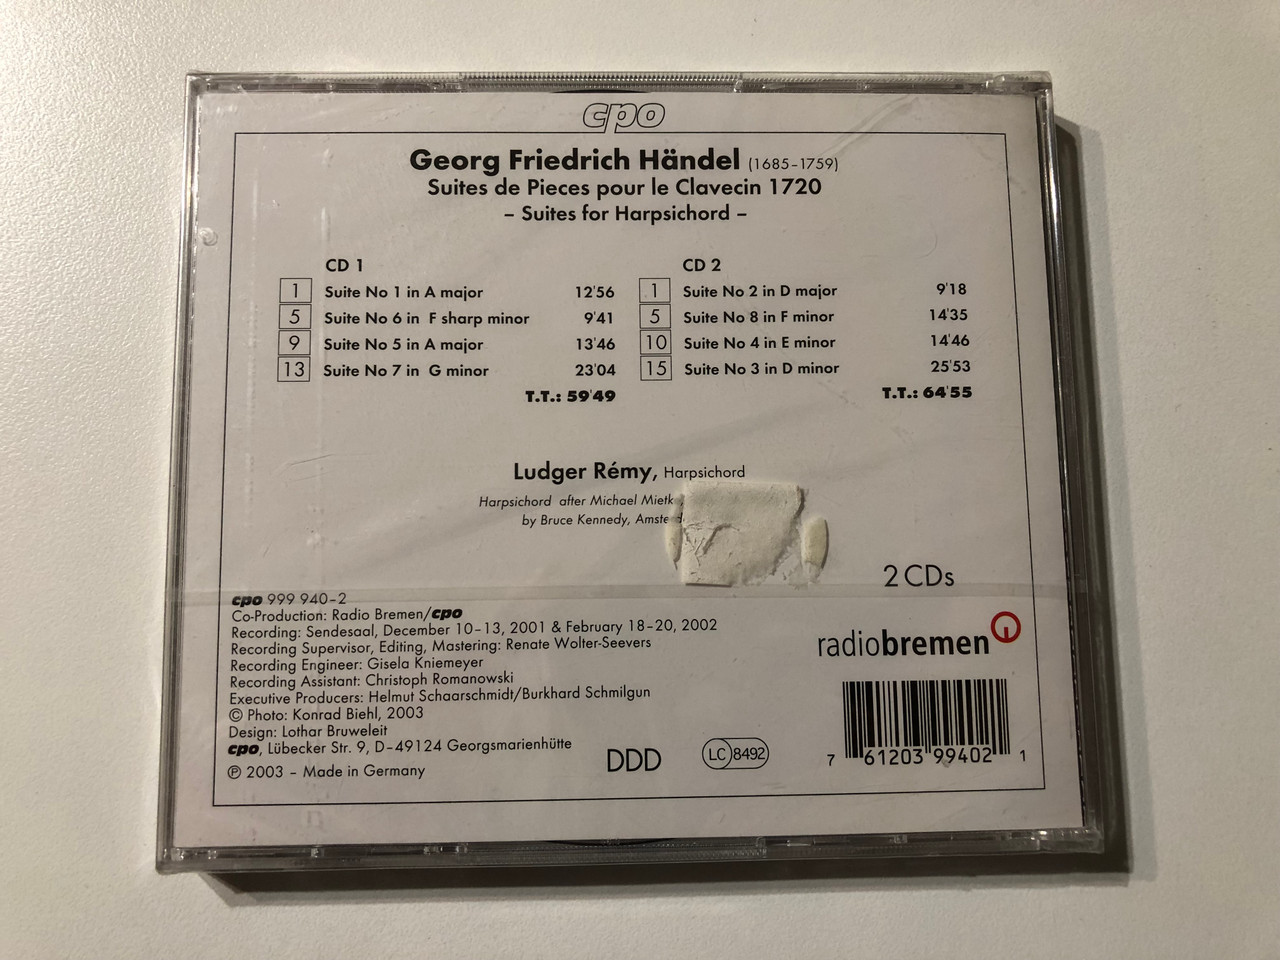 cpo
Georg Friedrich Händel (1685-1759)
Suites de Pieces pour le Clavecin 1720
– Suites for Harpsichord –
CD 1
1 Suite No 1 in A major 12'56
5 Suite No 6 in F sharp minor 9'41
9 Suite No 5 in A major 13'46
13 Suite No 7 in G minor 23'04
T.T.: 59'49
CD 2
1 Suite No 2 in D major 9'18
5 Suite No 8 in F minor 14'35
10 Suite No 4 in E minor 14'46
15 Suite No 3 in D minor 25'53
T.T.: 64'55
Ludger Rémy, Harpsichord
Harpsichord after Michael
by Bruce Kennedy,
2 CDs
cpo 999 940-2
Co-Production: Radio Bremen/cpo
Recording: Sendesaal, December 10-13, 2001 & February 18-20, 2002
Recording Supervisor, Editing, Mastering: Renate Wolter-Seevers
Recording Engineer: Gisela Kniemeyer
Recording Assistant: Christoph Romanowski
Executive Producers: Helmut Schaarschmidt/Burkhard Schmilgun
© Photo: Konrad Biehl, 2003
Design: Lothar Bruweleit
cpo, Lübecker Str. 9, D-49124 Georgsmarienhütte
℗ 2003 – Made in Germany
DDD
LC 8492
radiobremen
7 61203 99402 1